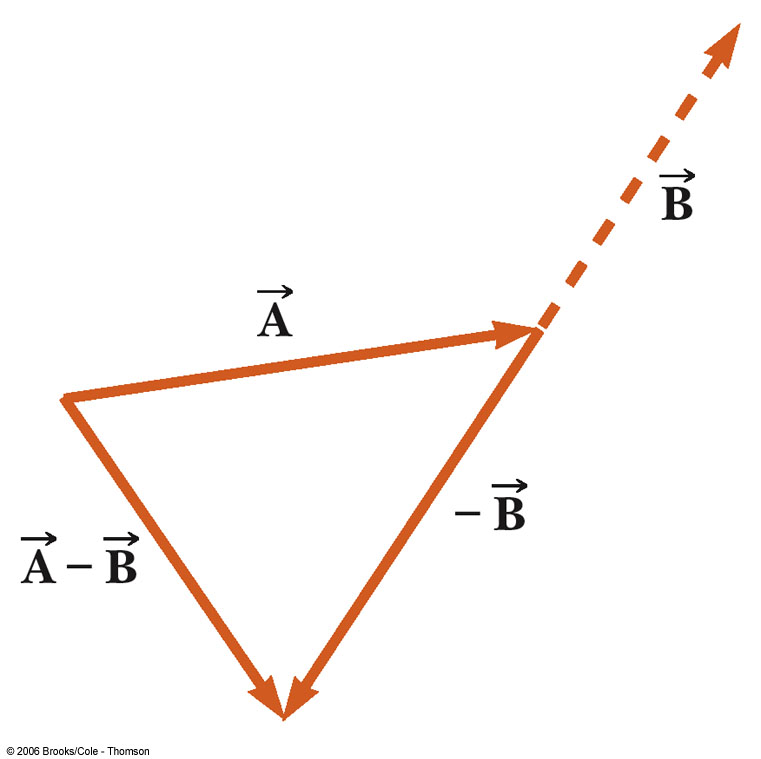 B⃗
A⃗
− B⃗
A⃗ − B⃗
© 2006 Brooks/Cole - Thomson